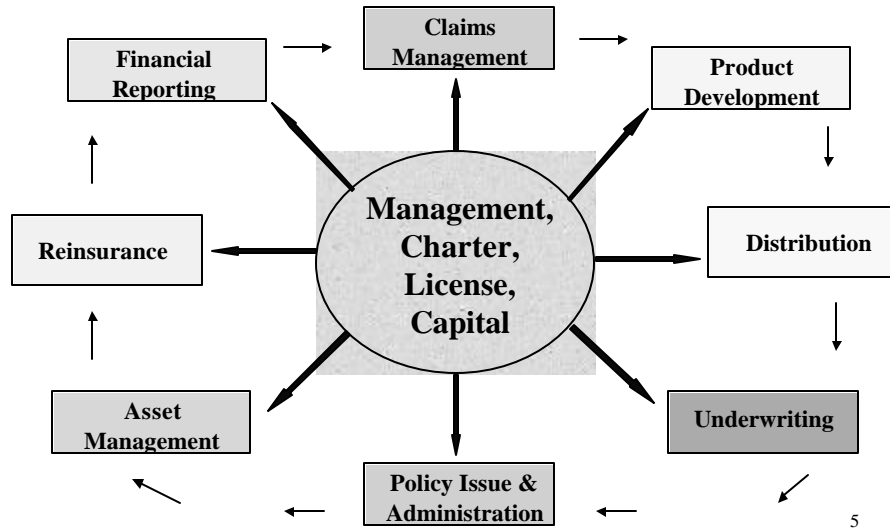 Claims
Management
Financial
Reporting
Product
Development
Management,
Charter,
License,
Capital
Reinsurance
Distribution
Asset
Management
Underwriting
Policy Issue &
Administration
5